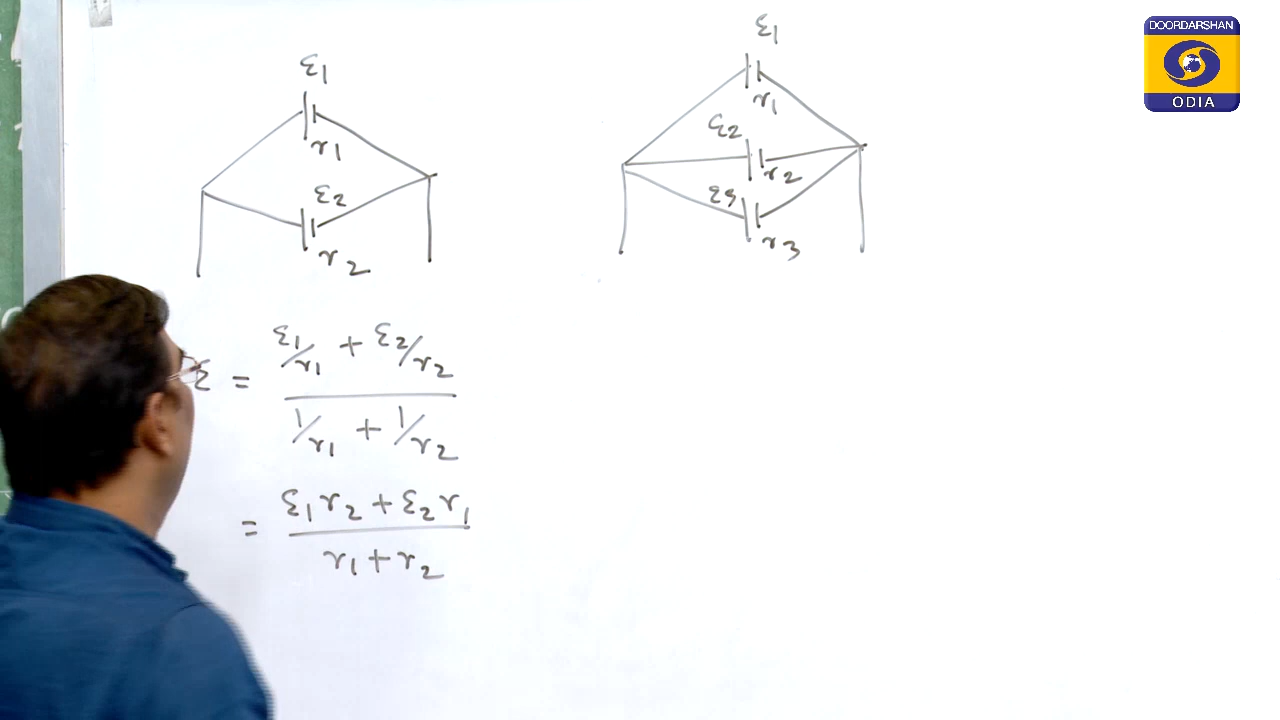 ε1
r1
ε2
r2
ε = (ε1/r1 + ε2/r2) / (1/r1 + 1/r2)
= (ε1r2 + ε2r1) / (r1 + r2)
ε1
r1
ε2
r2
ε3
r3
DOORDARSHAN
ODIA